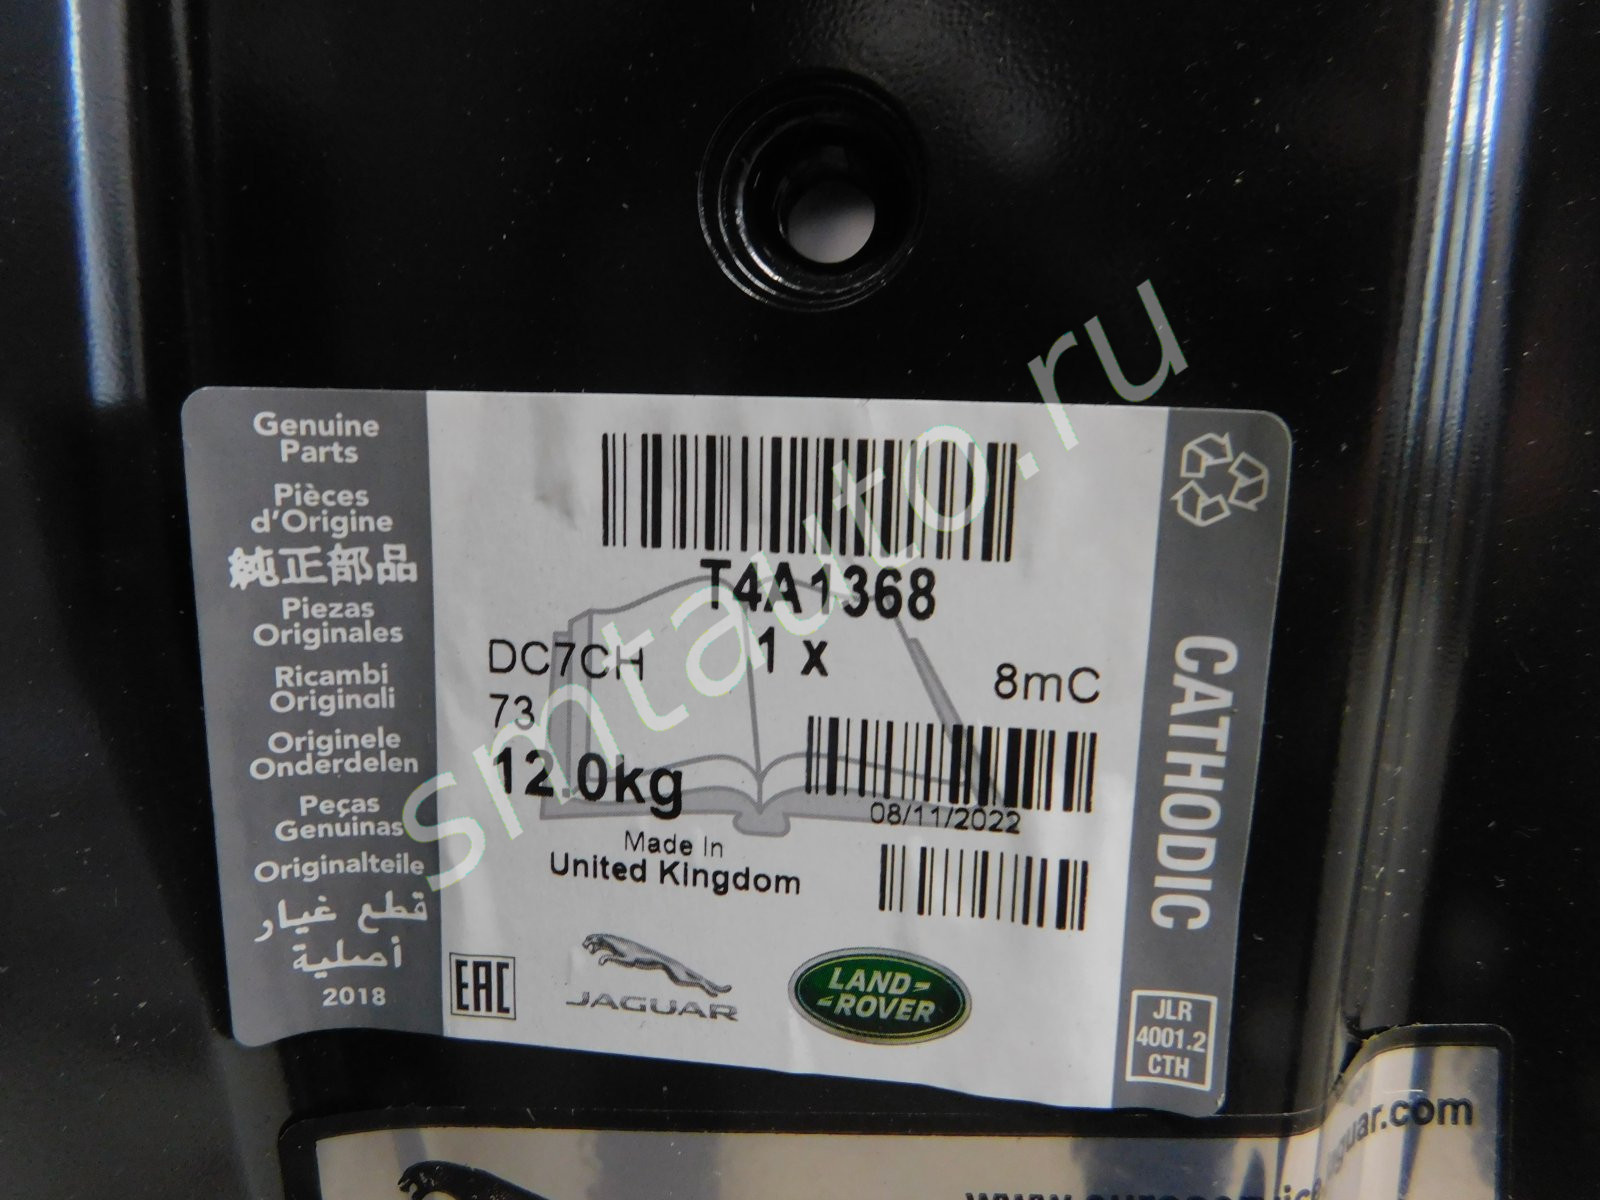 Genuine
Parts
Pièces
d'Origine
純正部品
Piezas
Originales
Ricambi
Originali
Originele
Onderdelen
Peças
Genuinas
Originalteile
قطع غيار
أصلية
2018
T4A1368
1 x
DC7CH
8mC
73
12.0kg
08/11/2022
Made In
United Kingdom
EAC
JAGUAR
LAND
ROVER
CATHODIC
JLR
4001.2
CTH
smtauto.ru